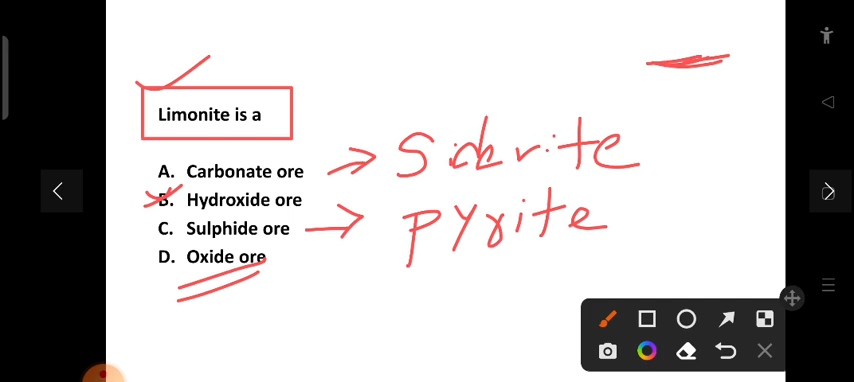 Limonite is a
A. Carbonate ore → Siderite
B. Hydroxide ore
C. Sulphide ore → pyrite
D. Oxide ore